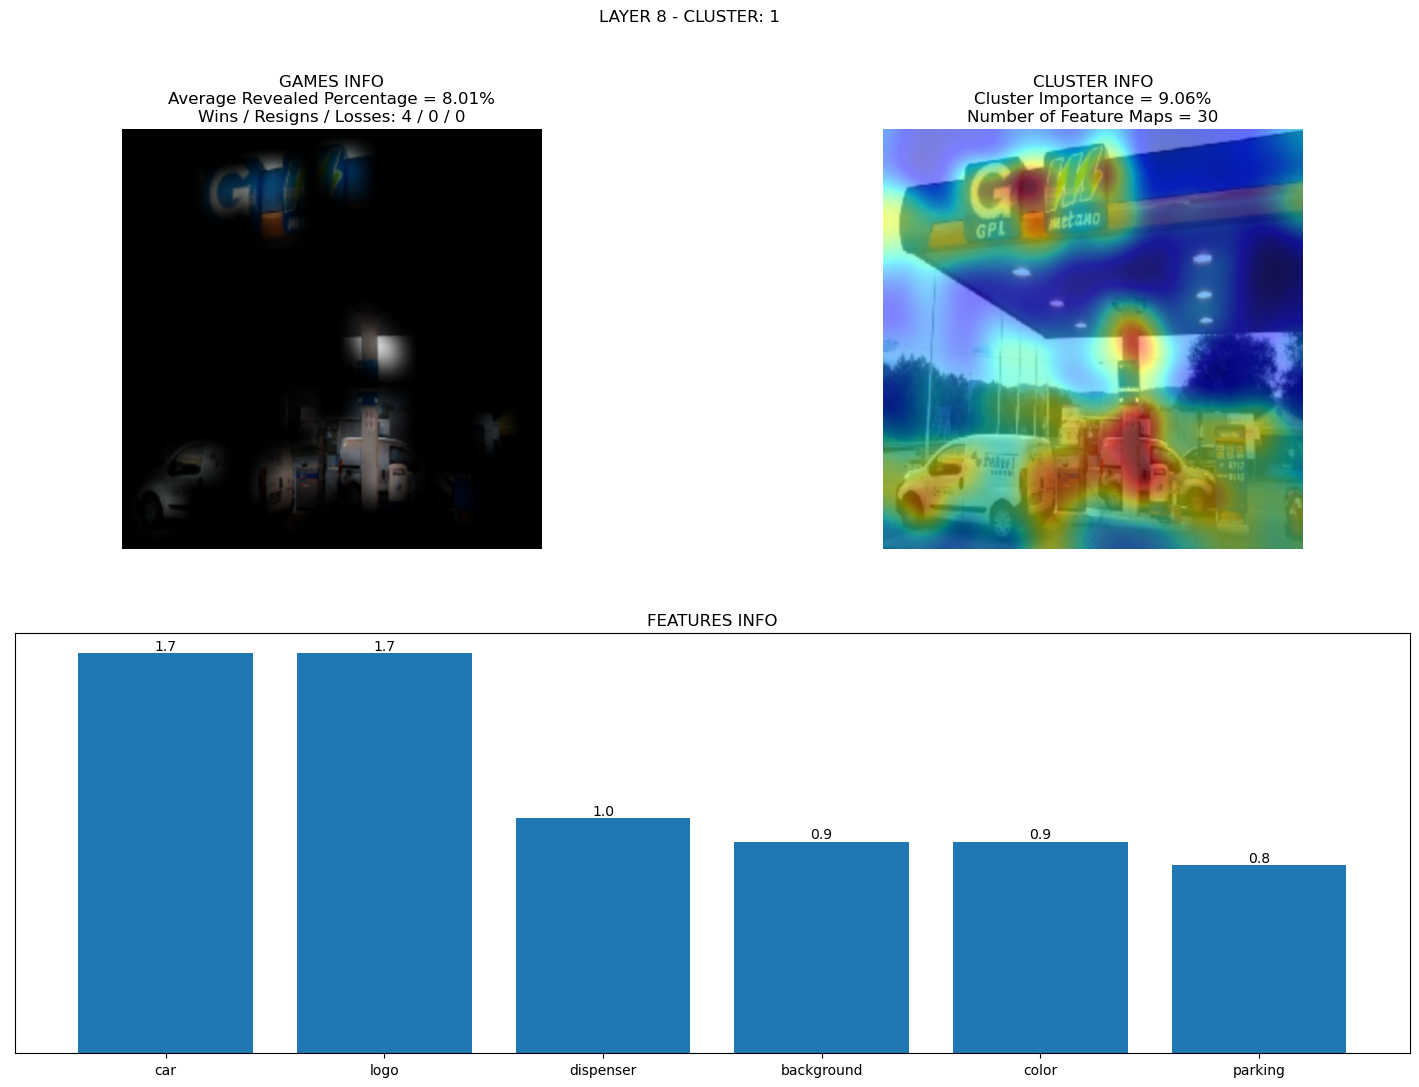 LAYER 8 - CLUSTER: 1
GAMES INFO
Average Revealed Percentage = 8.01%
Wins / Resigns / Losses: 4 / 0 / 0
G
CLUSTER INFO
Cluster Importance = 9.06%
Number of Feature Maps = 30
G
GPL
metano
FEATURES INFO
1.7
1.7
1.0
0.9
0.9
0.8
car
logo
dispenser
background
color
parking